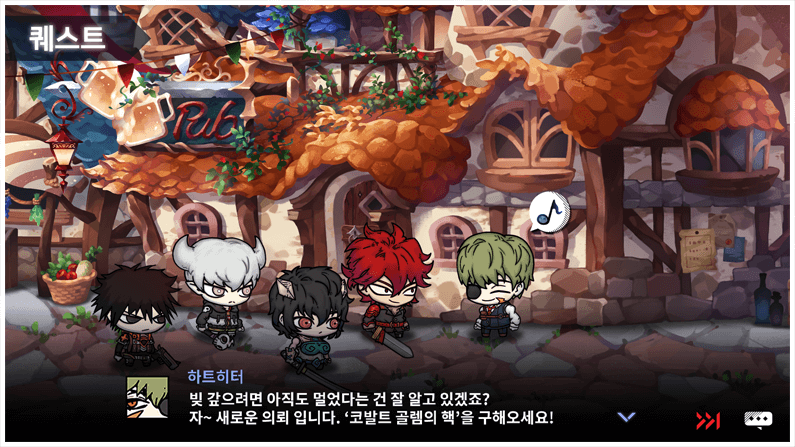 퀘스트
Pub
하트히터
빚 갚으려면 아직도 멀었다는 건 잘 알고 있겠죠?
자~ 새로운 의뢰 입니다. ‘코발트 골렘의 핵’을 구해오세요!